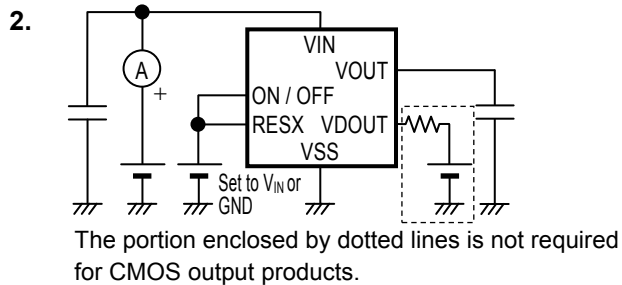 2.
VIN
VOUT
A
+
ON / OFF
RESX VDOUT
VSS
Set to VIN or
GND
The portion enclosed by dotted lines is not required
for CMOS output products.